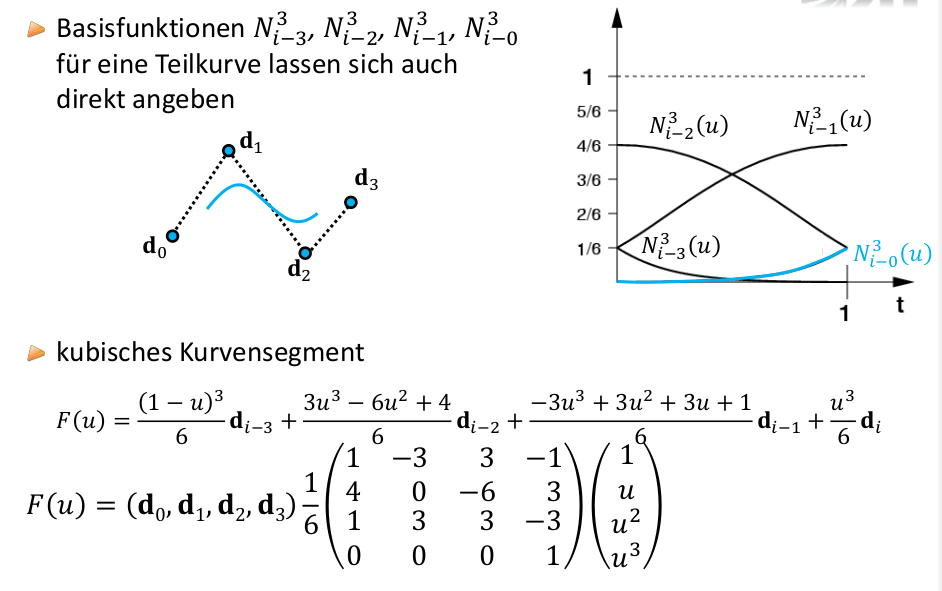 Basisfunktionen $N_{i-3}^3$, $N_{i-2}^3$, $N_{i-1}^3$, $N_{i-0}^3$
für eine Teilkurve lassen sich auch
direkt angeben
$\mathbf{d}_1$
$\mathbf{d}_3$
$\mathbf{d}_0$
$\mathbf{d}_2$
1
5/6
4/6
3/6
2/6
1/6
$N_{i-2}^3(u)$
$N_{i-1}^3(u)$
$N_{i-3}^3(u)$
$N_{i-0}^3(u)$
1
t
kubisches Kurvensegment
$F(u) = \frac{(1-u)^3}{6}\mathbf{d}_{i-3} + \frac{3u^3 - 6u^2 + 4}{6}\mathbf{d}_{i-2} + \frac{-3u^3 + 3u^2 + 3u + 1}{6}\mathbf{d}_{i-1} + \frac{u^3}{6}\mathbf{d}_i$
$F(u) = (\mathbf{d}_0, \mathbf{d}_1, \mathbf{d}_2, \mathbf{d}_3)\frac{1}{6}\begin{pmatrix} 1 & -3 & 3 & -1 \\ 4 & 0 & -6 & 3 \\ 1 & 3 & 3 & -3 \\ 0 & 0 & 0 & 1 \end{pmatrix}\begin{pmatrix} 1 \\ u \\ u^2 \\ u^3 \end{pmatrix}$